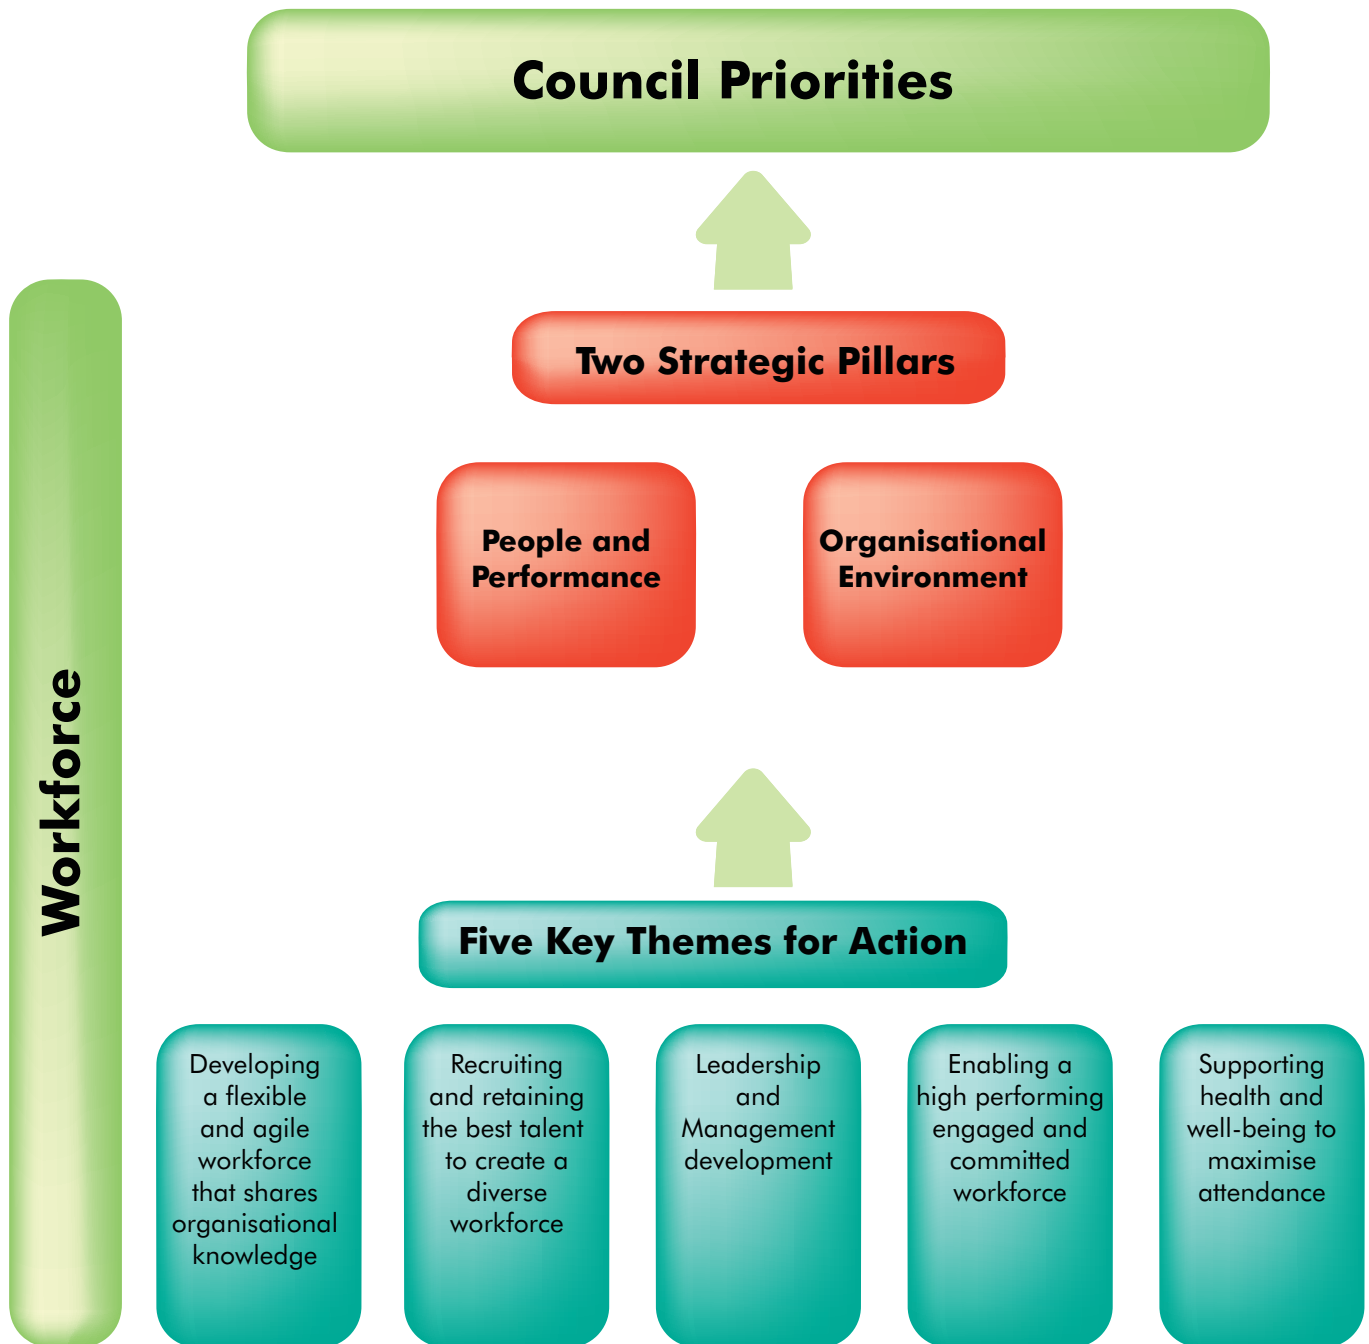 Council Priorities
Two Strategic Pillars
People and
Performance
Organisational
Environment
Workforce
Five Key Themes for Action
Developing
a flexible
and agile
workforce
that shares
organisational
knowledge
Recruiting
and retaining
the best talent
to create a
diverse
workforce
Leadership
and
Management
development
Enabling a
high performing
engaged and
committed
workforce
Supporting
health and
well-being to
maximise
attendance